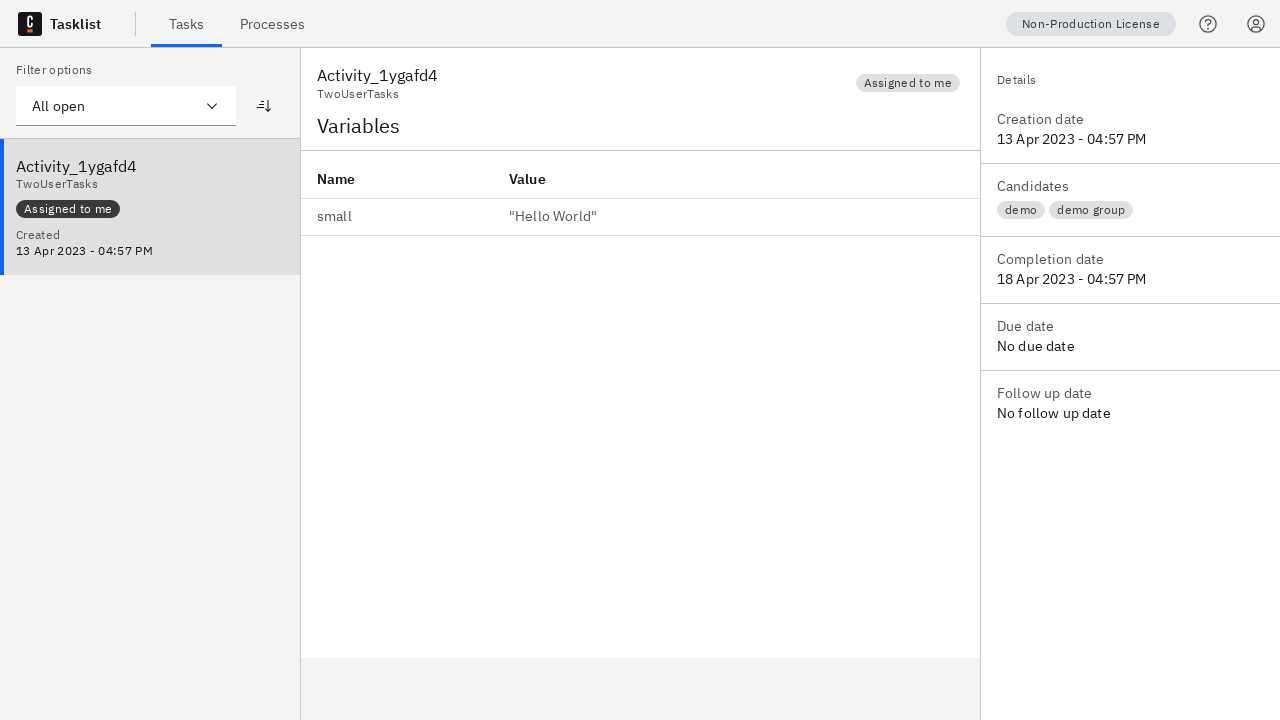 Tasklist
Tasks
Processes
Non-Production License
Filter options
All open
Activity_1ygafd4
TwoUserTasks
Assigned to me
Created
13 Apr 2023 - 04:57 PM
Activity_1ygafd4
TwoUserTasks
Assigned to me
Variables
Name Value
small "Hello World"
Details
Creation date
13 Apr 2023 - 04:57 PM
Candidates
demo demo group
Completion date
18 Apr 2023 - 04:57 PM
Due date
No due date
Follow up date
No follow up date